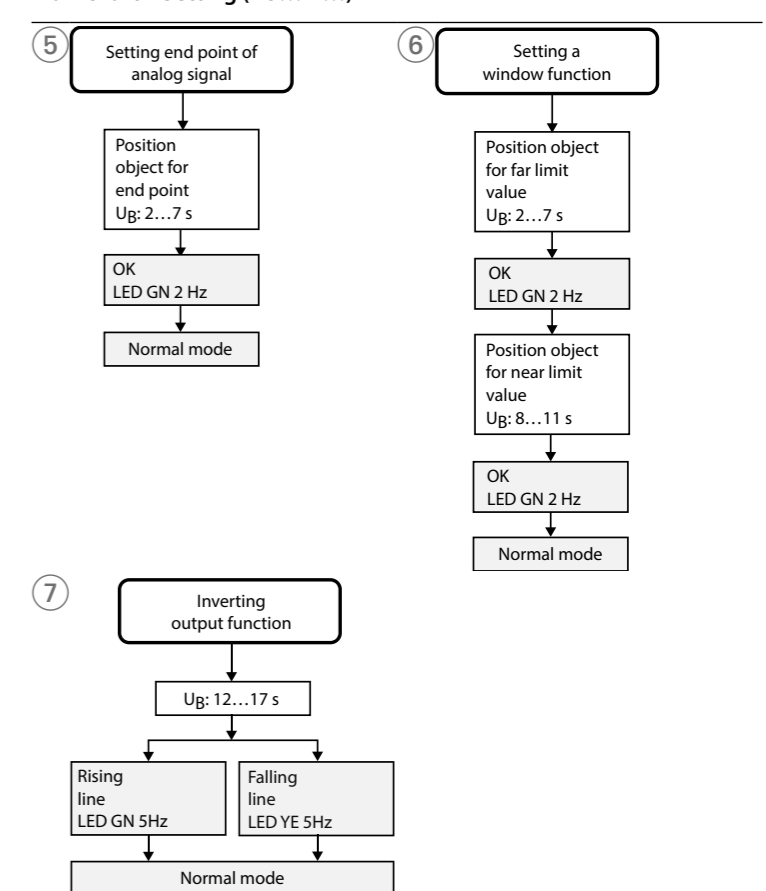 5
Setting end point of
analog signal
Position
object for
end point
UB: 2…7 s
OK
LED GN 2 Hz
Normal mode
6
Setting a
window function
Position object
for far limit
value
UB: 2…7 s
OK
LED GN 2 Hz
Position object
for near limit
value
UB: 8…11 s
OK
LED GN 2 Hz
Normal mode
7
Inverting
output function
UB: 12…17 s
Rising
line
LED GN 5Hz
Falling
line
LED YE 5Hz
Normal mode